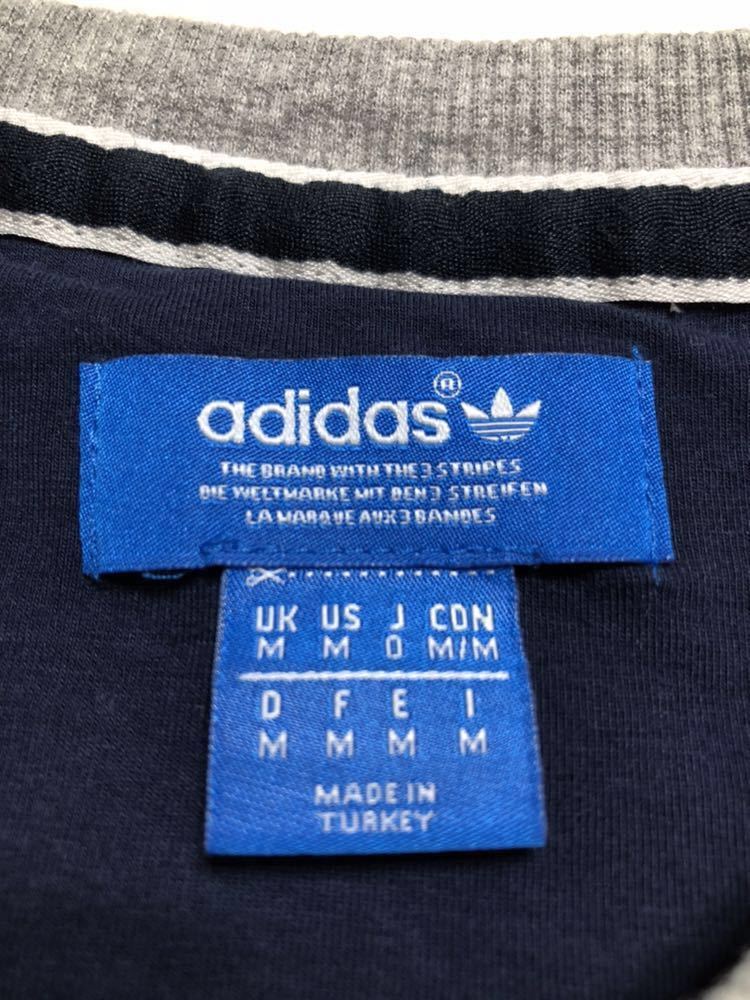 adidas®
THE BRAND WITH THE 3 STRIPES
DIE WELTMARKE MIT DEN 3 STREIFEN
LA MARQUE AUX 3 BANDES
UK US J CDN
M M O M/M
D F E I
M M M M
MADE IN
TURKEY